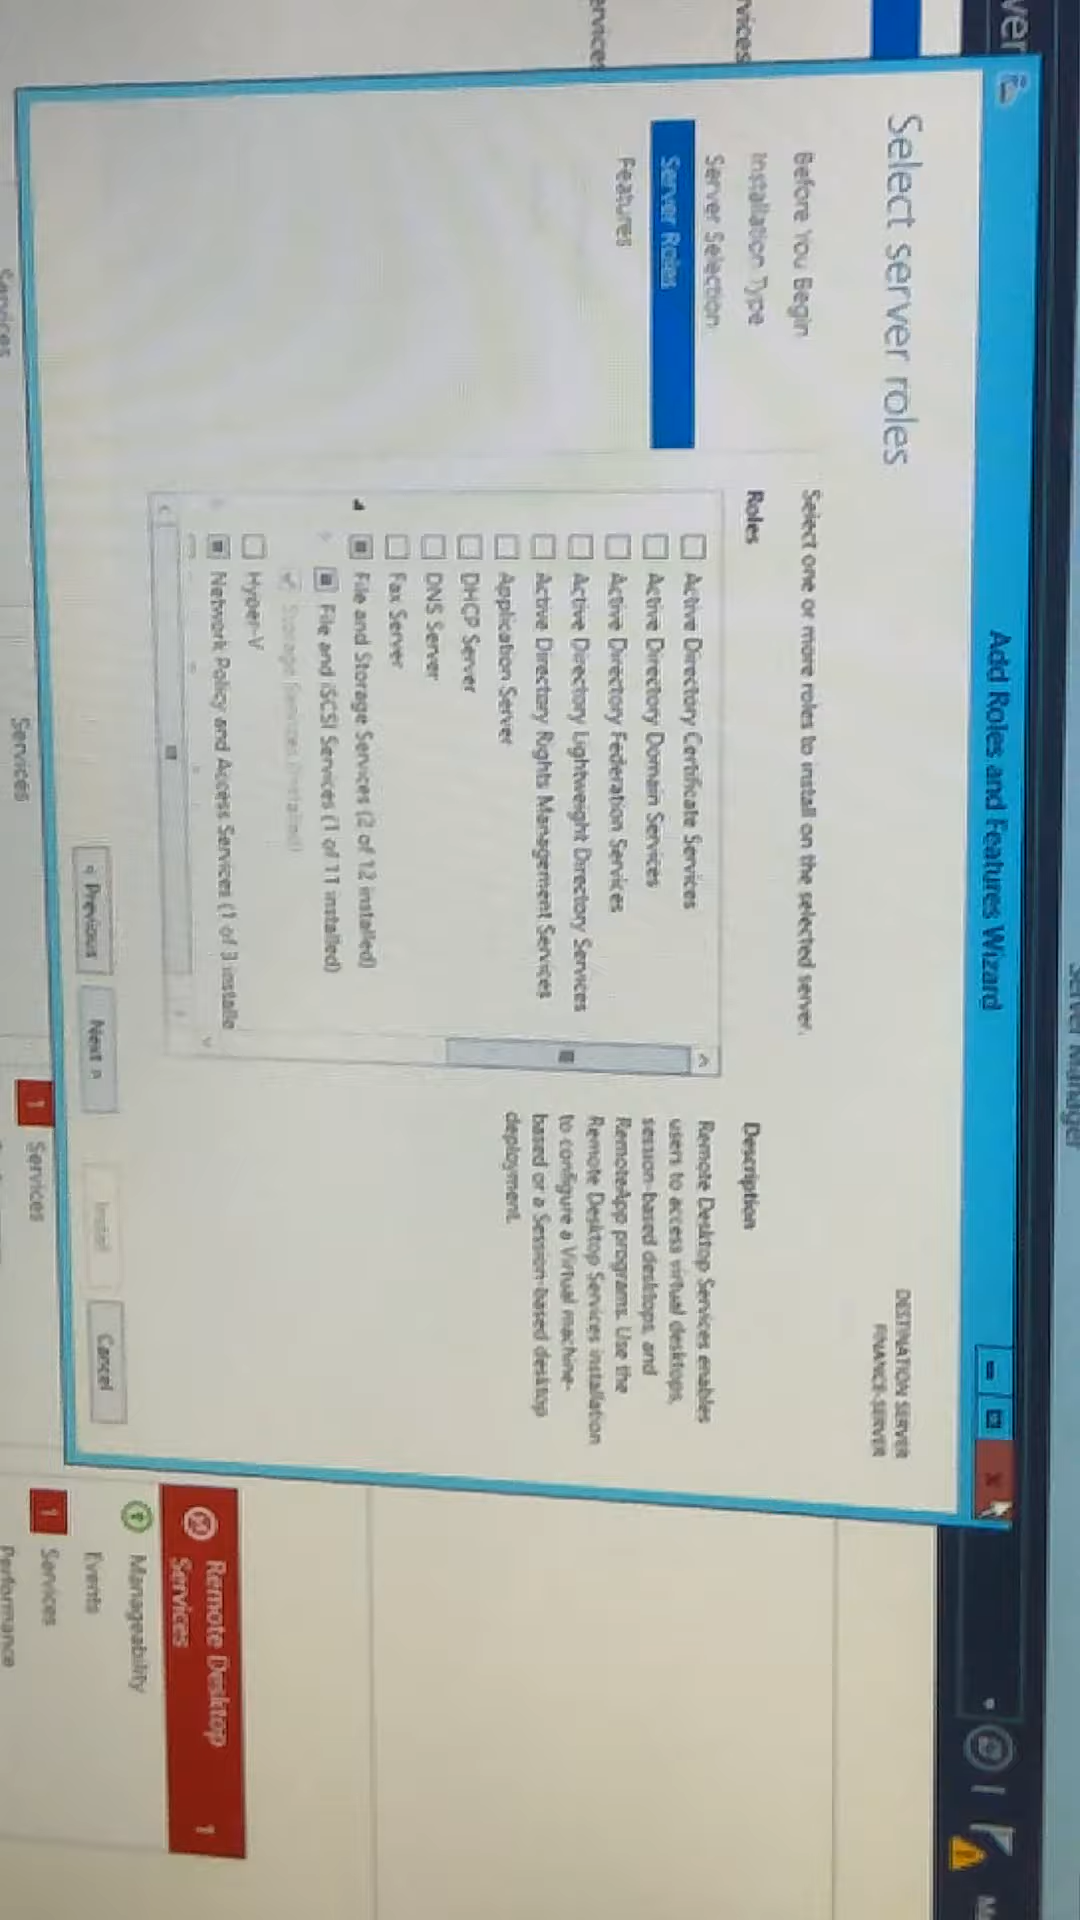 Server Manager
Add Roles and Features Wizard
Select server roles
DESTINATION SERVER
FINANCE-SERVER
Before You Begin
Installation Type
Server Selection
Server Roles
Features
Select one or more roles to install on the selected server.
Roles
Active Directory Certificate Services
Active Directory Domain Services
Active Directory Federation Services
Active Directory Lightweight Directory Services
Active Directory Rights Management Services
Application Server
DHCP Server
DNS Server
Fax Server
File and Storage Services (2 of 12 installed)
File and iSCSI Services (1 of 11 installed)
Storage Services (Installed)
Hyper-V
Network Policy and Access Services (1 of 3 installe
Description
Remote Desktop Services enables
users to access virtual desktops,
session-based desktops, and
RemoteApp programs. Use the
Remote Desktop Services installation
to configure a Virtual machine-
based or a Session-based desktop
deployment.
< Previous
Next >
Install
Cancel
Remote Desktop
Services
1
Manageability
Events
Services
Services
1 Services
1 Services
Performance